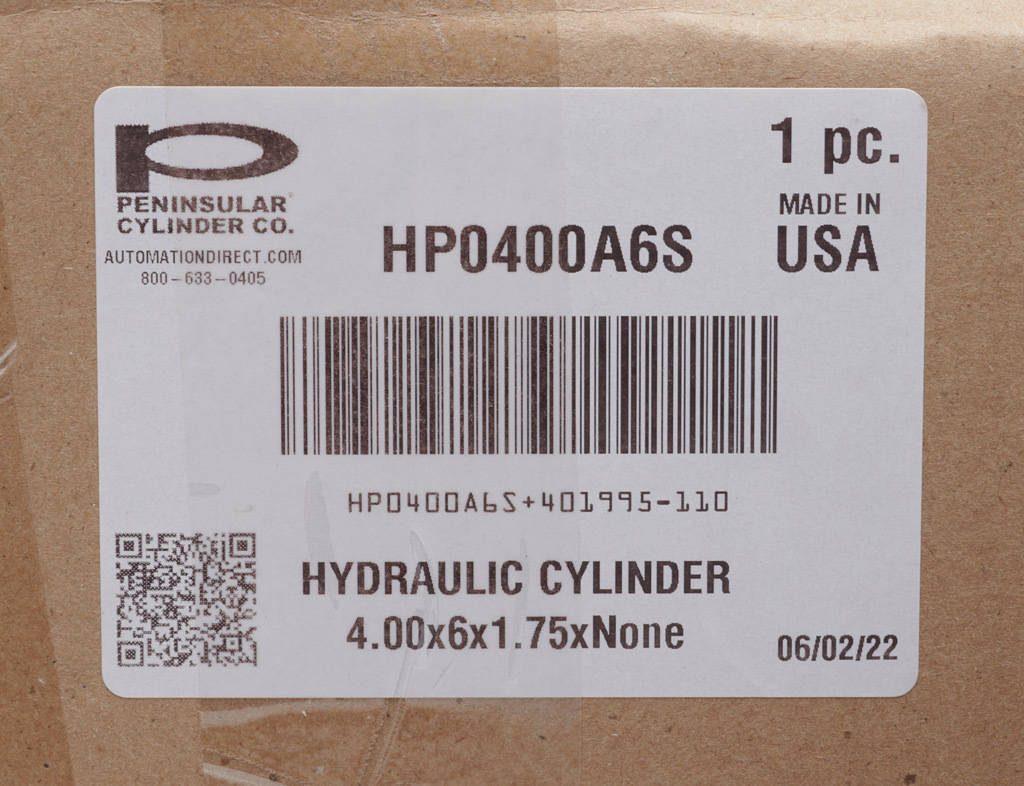 PENINSULAR
CYLINDER CO.
AUTOMATIONDIRECT.COM
800-633-0405
1 pc.
MADE IN
USA
HP0400A6S
HP0400A6S+401995-110
HYDRAULIC CYLINDER
4.00x6x1.75xNone
06/02/22